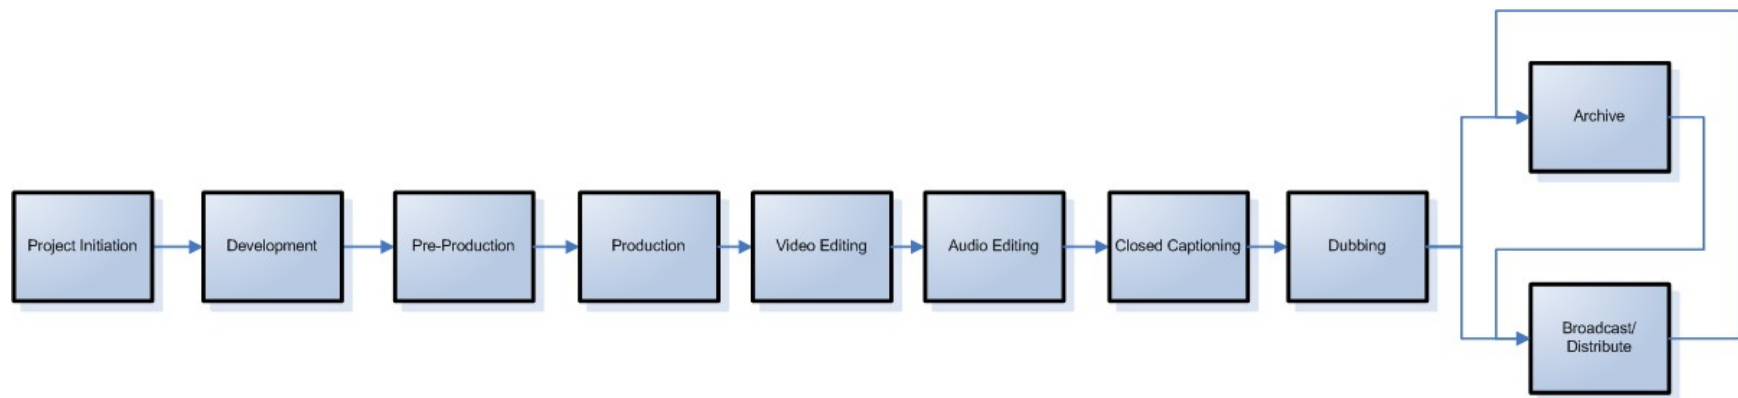 Project Initiation
Development
Pre-Production
Production
Video Editing
Audio Editing
Closed Captioning
Dubbing
Archive
Broadcast/
Distribute